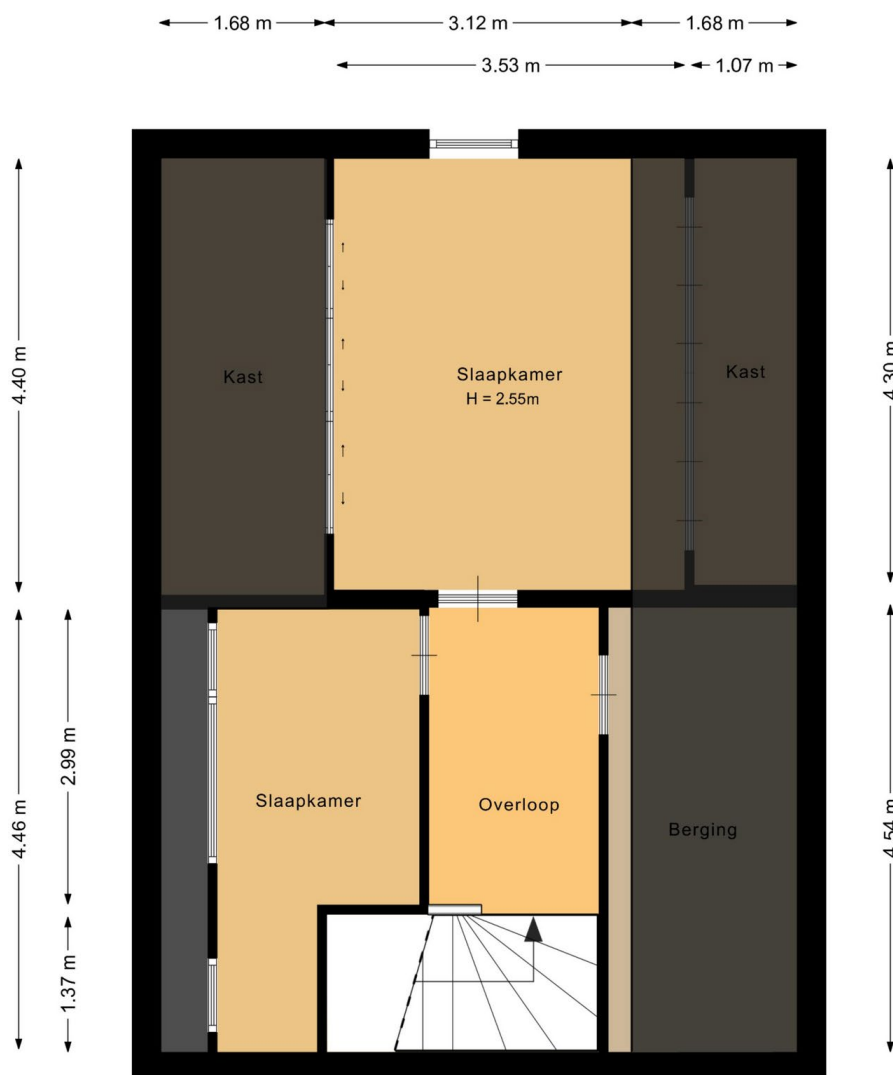 1.68 m
3.12 m
1.68 m
3.53 m
1.07 m
4.40 m
4.30 m
Kast
Slaapkamer
H = 2.55m
Kast
4.46 m
2.99 m
1.37 m
Slaapkamer
Overloop
Berging
4.54 m